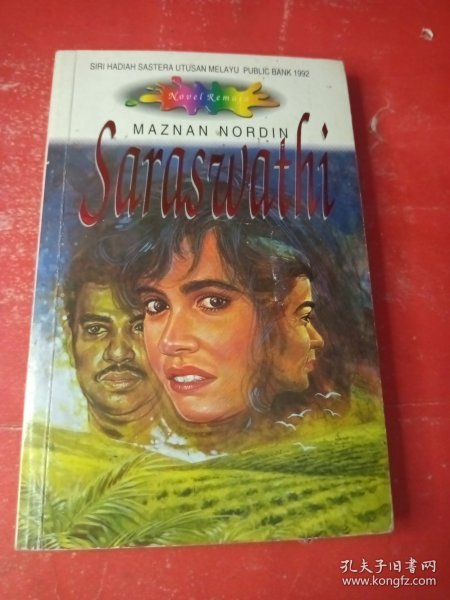 SIRI HADIAH SASTERA UTUSAN MELAYU PUBLIC BANK 1992
Novel Remaja
MAZNAN NORDIN
Saraswathi
孔夫子旧书网
www.kongfz.com